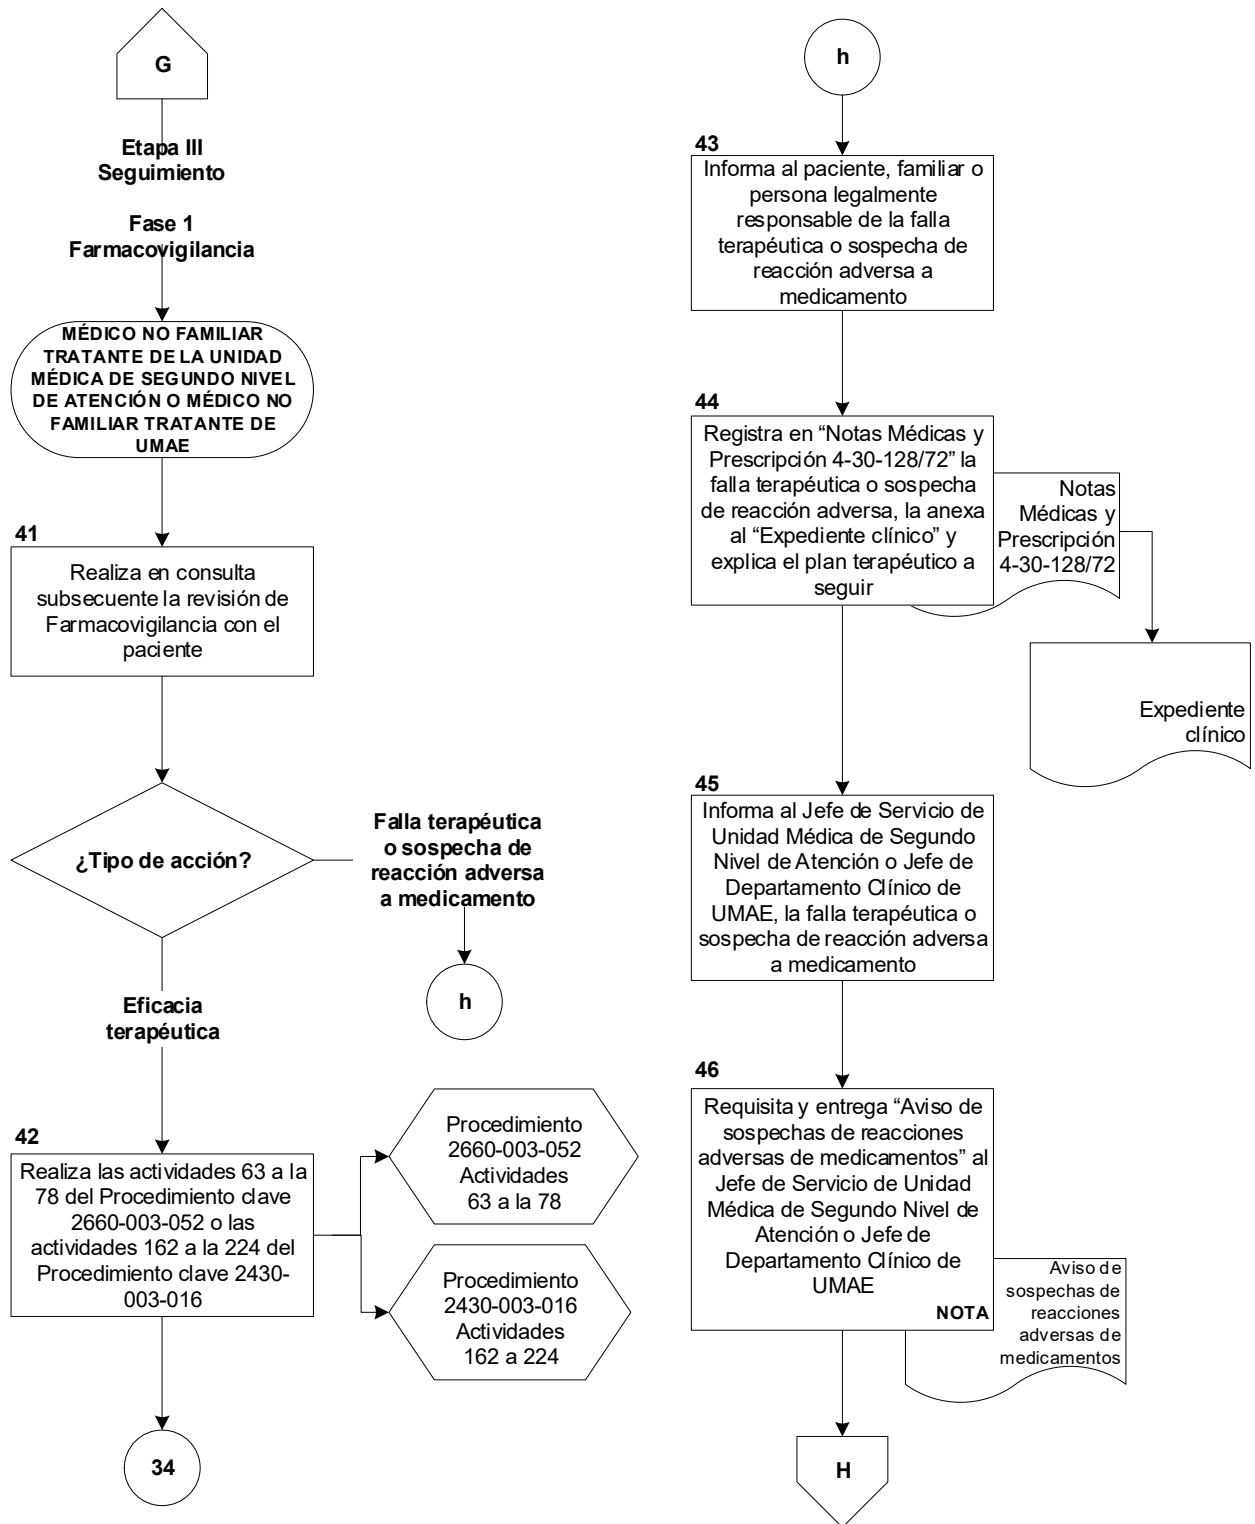 G
Etapa III
Seguimiento
Fase 1
Farmacovigilancia
MÉDICO NO FAMILIAR
TRATANTE DE LA UNIDAD
MÉDICA DE SEGUNDO NIVEL
DE ATENCIÓN O MÉDICO NO
FAMILIAR TRATANTE DE
UMAE
41
Realiza en consulta
subsecuente la revisión de
Farmacovigilancia con el
paciente
¿Tipo de acción?
Falla terapéutica
o sospecha de
reacción adversa
a medicamento
h
Eficacia
terapéutica
42
Realiza las actividades 63 a la
78 del Procedimiento clave
2660-003-052 o las
actividades 162 a la 224 del
Procedimiento clave 2430-
003-016
Procedimiento
2660-003-052
Actividades
63 a la 78
Procedimiento
2430-003-016
Actividades
162 a 224
34
h
43
Informa al paciente, familiar o
persona legalmente
responsable de la falla
terapéutica o sospecha de
reacción adversa a
medicamento
44
Registra en “Notas Médicas y
Prescripción 4-30-128/72” la
falla terapéutica o sospecha
de reacción adversa, la anexa
al “Expediente clínico” y
explica el plan terapéutico a
seguir
Notas
Médicas y
Prescripción
4-30-128/72
Expediente
clínico
45
Informa al Jefe de Servicio de
Unidad Médica de Segundo
Nivel de Atención o Jefe de
Departamento Clínico de
UMAE, la falla terapéutica o
sospecha de reacción adversa
a medicamento
46
Requisita y entrega “Aviso de
sospechas de reacciones
adversas de medicamentos” al
Jefe de Servicio de Unidad
Médica de Segundo Nivel de
Atención o Jefe de
Departamento Clínico de
UMAE
NOTA
Aviso de
sospechas de
reacciones
adversas de
medicamentos
H